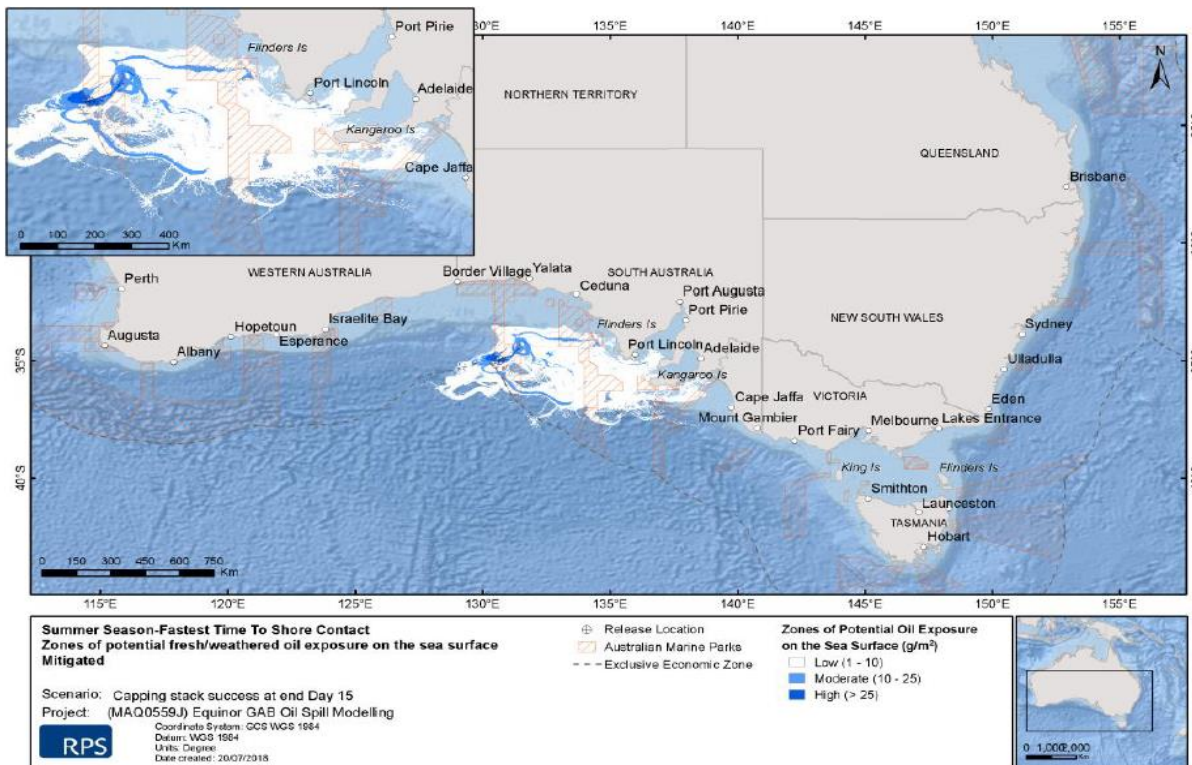 130°E 135°E 140°E 145°E 150°E 155°E
N
Port Pirie
Flinders Is
Port Lincoln
Adelaide
Kangaroo Is
Cape Jaffa
0 100 200 300 400
Km
NORTHERN TERRITORY
QUEENSLAND
Brisbane
WESTERN AUSTRALIA
Border Village
Yalata
SOUTH AUSTRALIA
Perth
Ceduna
Port Augusta
Port Pirie
Flinders Is
NEW SOUTH WALES
Israelite Bay
Hopetoun
Augusta
Esperance
Albany
Sydney
Port Lincoln
Adelaide
Ulladulla
35°S
35°S
Kangaroo Is
Cape Jaffa
VICTORIA
Eden
Mount Gambier
Melbourne
Lakes Entrance
Port Fairy
King Is
Flinders Is
40°S
40°S
Smithton
Launceston
TASMANIA
Hobart
0 150 300 450 600 750
Km
115°E 120°E 125°E 130°E 135°E 140°E 145°E 150°E 155°E
Summer Season-Fastest Time To Shore Contact
Zones of potential fresh/weathered oil exposure on the sea surface
Mitigated
Scenario: Capping stack success at end Day 15
Project: (MAQ0559J) Equinor GAB Oil Spill Modelling
RPS
Coordinate System: GCS WGS 1984
Datum: WGS 1984
Units: Degree
Date created: 20/07/2018
Release Location
Australian Marine Parks
Exclusive Economic Zone
Zones of Potential Oil Exposure
on the Sea Surface (g/m²)
Low (1 - 10)
Moderate (10 - 25)
High (> 25)
0 1,000 2,000
Km